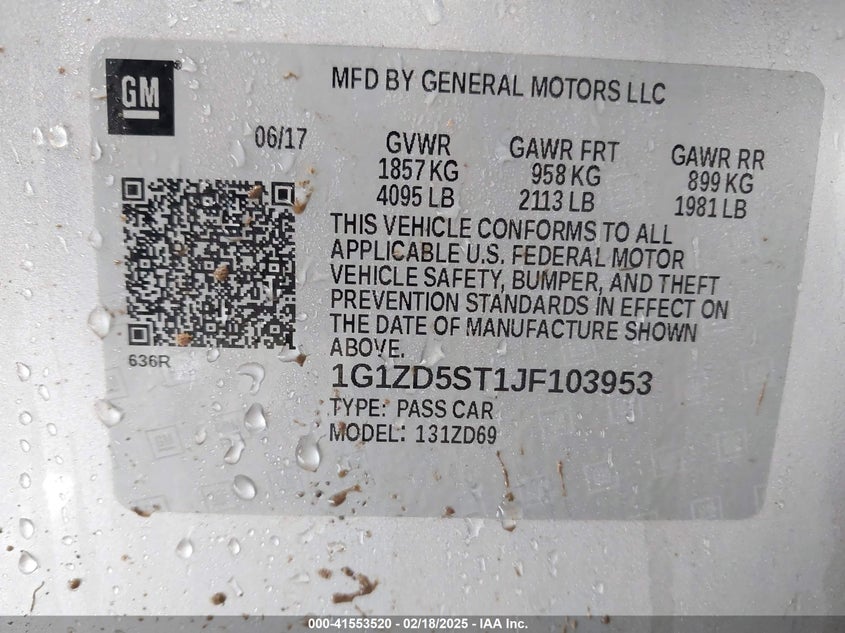 GM
MFD BY GENERAL MOTORS LLC
06/17
GVWR
1857 KG
4095 LB
GAWR FRT
958 KG
2113 LB
GAWR RR
899 KG
1981 LB
THIS VEHICLE CONFORMS TO ALL
APPLICABLE U.S. FEDERAL MOTOR
VEHICLE SAFETY, BUMPER, AND THEFT
PREVENTION STANDARDS IN EFFECT ON
THE DATE OF MANUFACTURE SHOWN
ABOVE.
636R
1G1ZD5ST1JF103953
TYPE: PASS CAR
MODEL: 131ZD69
000-41553520 - 02/18/2025 - IAA Inc.